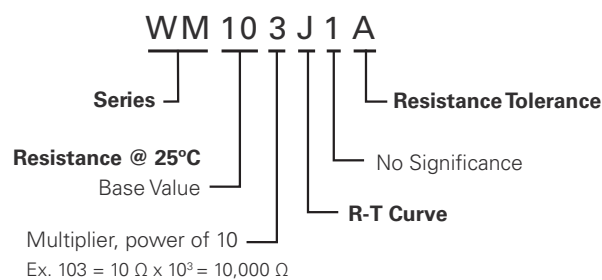 WM 10 3 J 1 A
Series
Resistance Tolerance
Resistance @ 25ºC
Base Value
No Significance
R-T Curve
Multiplier, power of 10
Ex. 103 = 10 Ω x 10³ = 10,000 Ω